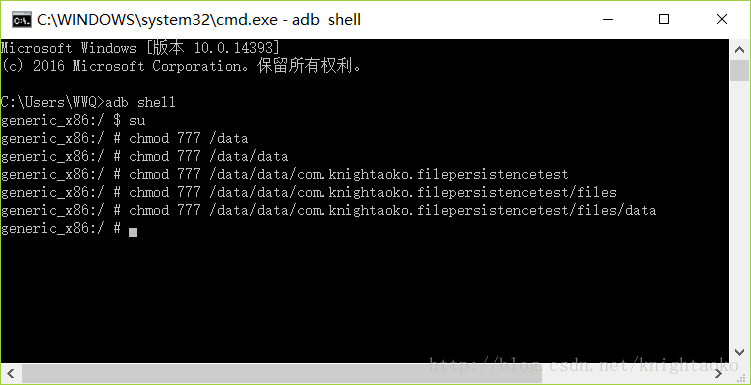 C:\WINDOWS\system32\cmd.exe - adb shell
Microsoft Windows [版本 10.0.14393]
(c) 2016 Microsoft Corporation。保留所有权利。
C:\Users\WWQ>adb shell
generic_x86:/ $ su
generic_x86:/ # chmod 777 /data
generic_x86:/ # chmod 777 /data/data
generic_x86:/ # chmod 777 /data/data/com.knightaoko.filepersistencetest
generic_x86:/ # chmod 777 /data/data/com.knightaoko.filepersistencetest/files
generic_x86:/ # chmod 777 /data/data/com.knightaoko.filepersistencetest/files/data
generic_x86:/ #
http://blog.csdn.net/knightaoko